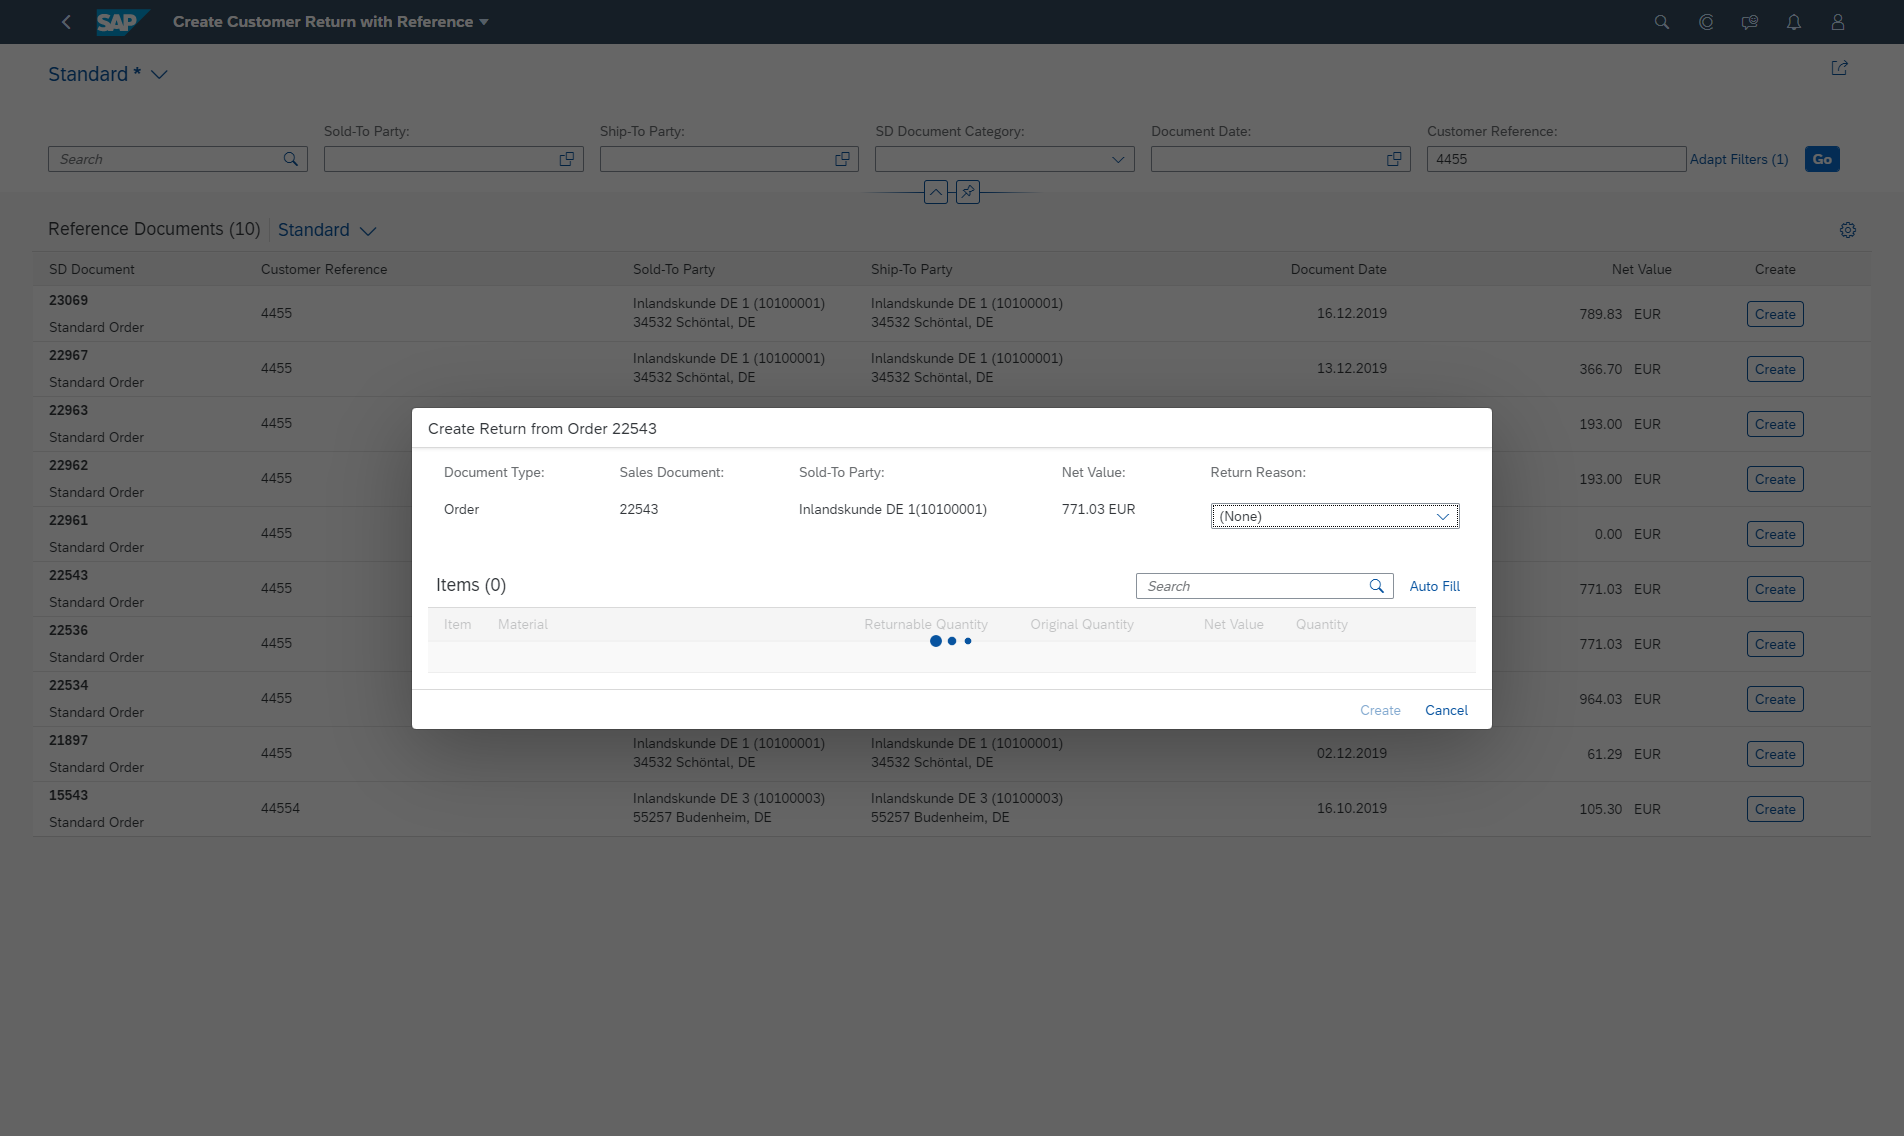 SAP Create Customer Return with Reference
Standard *
Sold-To Party: Ship-To Party: SD Document Category: Document Date: Customer Reference:
Search 4455 Adapt Filters (1) Go
Reference Documents (10) Standard
SD Document Customer Reference Sold-To Party Ship-To Party Document Date Net Value Create
23069
Standard Order
4455
Inlandskunde DE 1 (10100001)
34532 Schöntal, DE
Inlandskunde DE 1 (10100001)
34532 Schöntal, DE
16.12.2019
789.83 EUR
Create
22967
Standard Order
4455
Inlandskunde DE 1 (10100001)
34532 Schöntal, DE
Inlandskunde DE 1 (10100001)
34532 Schöntal, DE
13.12.2019
366.70 EUR
Create
22963
Standard Order
4455
193.00 EUR
Create
22962
Standard Order
4455
193.00 EUR
Create
22961
Standard Order
4455
0.00 EUR
Create
22543
Standard Order
4455
771.03 EUR
Create
22536
Standard Order
4455
771.03 EUR
Create
22534
Standard Order
4455
964.03 EUR
Create
21897
Standard Order
4455
Inlandskunde DE 1 (10100001)
34532 Schöntal, DE
Inlandskunde DE 1 (10100001)
34532 Schöntal, DE
02.12.2019
61.29 EUR
Create
15543
Standard Order
44554
Inlandskunde DE 3 (10100003)
55257 Budenheim, DE
Inlandskunde DE 3 (10100003)
55257 Budenheim, DE
16.10.2019
105.30 EUR
Create
Create Return from Order 22543
Document Type: Sales Document: Sold-To Party: Net Value: Return Reason:
Order 22543 Inlandskunde DE 1(10100001) 771.03 EUR (None)
Items (0) Search Auto Fill
Item Material Returnable Quantity Original Quantity Net Value Quantity
Create Cancel